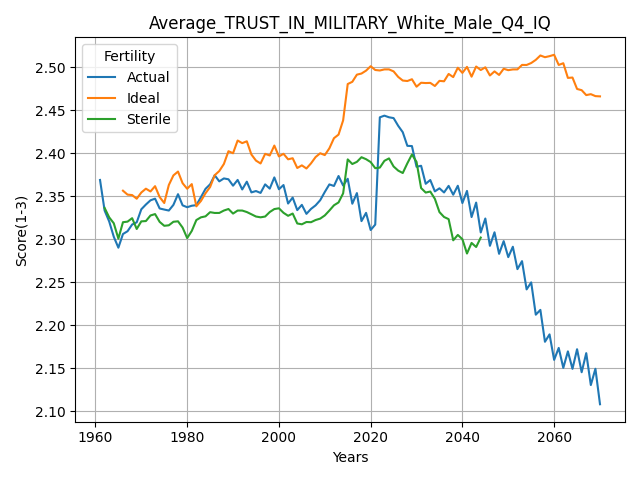 Average_TRUST_IN_MILITARY_White_Male_Q4_IQ
Fertility
Actual
Ideal
Sterile
Score(1-3)
2.50
2.45
2.40
2.35
2.30
2.25
2.20
2.15
2.10
1960
1980
2000
2020
2040
2060
Years